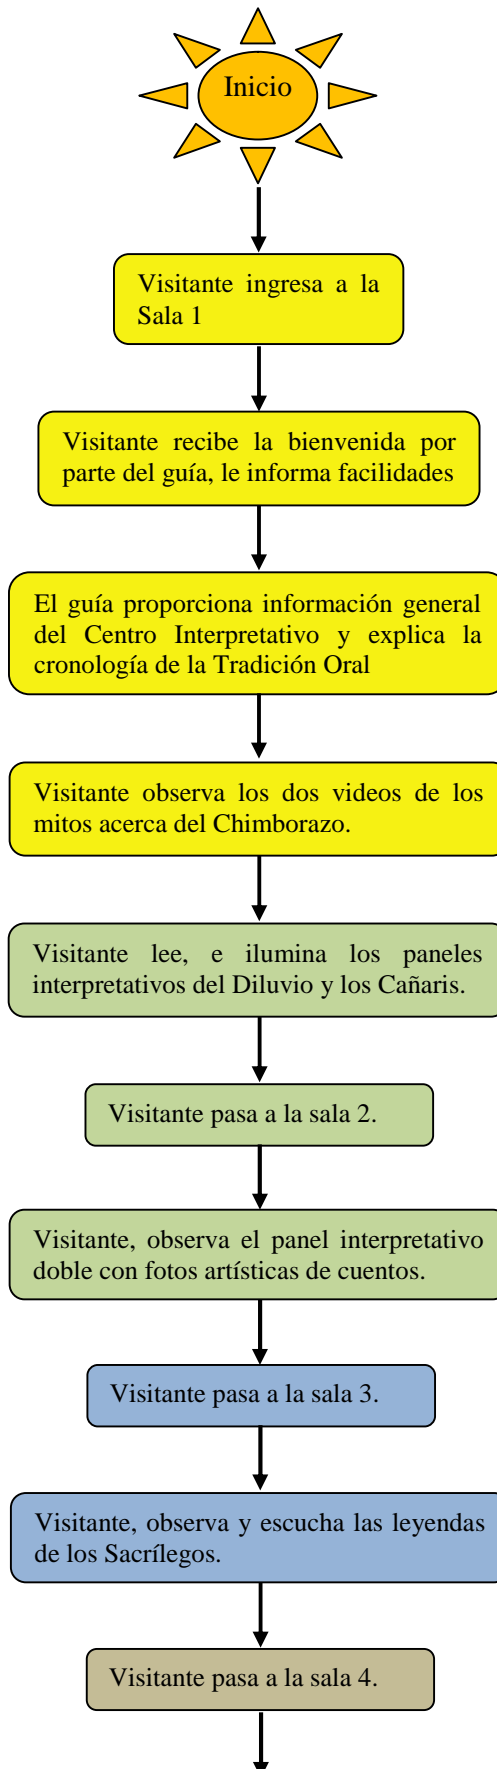 Inicio
Visitante ingresa a la
Sala 1
Visitante recibe la bienvenida por
parte del guía, le informa facilidades
El guía proporciona información general
del Centro Interpretativo y explica la
cronología de la Tradición Oral
Visitante observa los dos videos de los
mitos acerca del Chimborazo.
Visitante lee, e ilumina los paneles
interpretativos del Diluvio y los Cañaris.
Visitante pasa a la sala 2.
Visitante, observa el panel interpretativo
doble con fotos artísticas de cuentos.
Visitante pasa a la sala 3.
Visitante, observa y escucha las leyendas
de los Sacrílegos.
Visitante pasa a la sala 4.